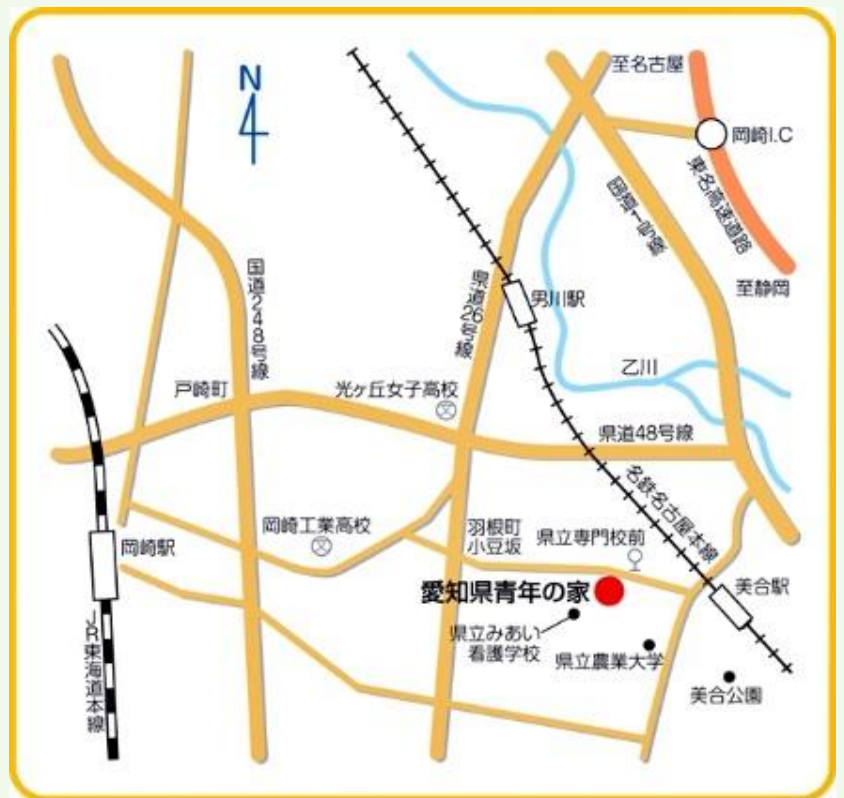 N
至名古屋
岡崎I.C
東名高速道路
国道1号線
至静岡
国道248号線
県道26号線
男川駅
乙川
戸崎町
光ヶ丘女子高校
県道48号線
名鉄名古屋本線
岡崎駅
岡崎工業高校
羽根町
小豆坂
県立専門校前
愛知県青年の家
美合駅
県立みあい
看護学校
県立農業大学
美合公園
JR東海道本線